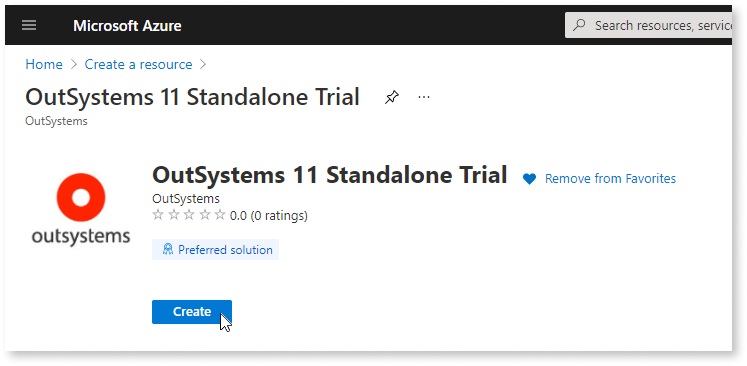 Microsoft Azure
Search resources, servic
Home > Create a resource >
OutSystems 11 Standalone Trial
OutSystems
OutSystems 11 Standalone Trial
Remove from Favorites
OutSystems
0.0 (0 ratings)
outsystems
Preferred solution
Create